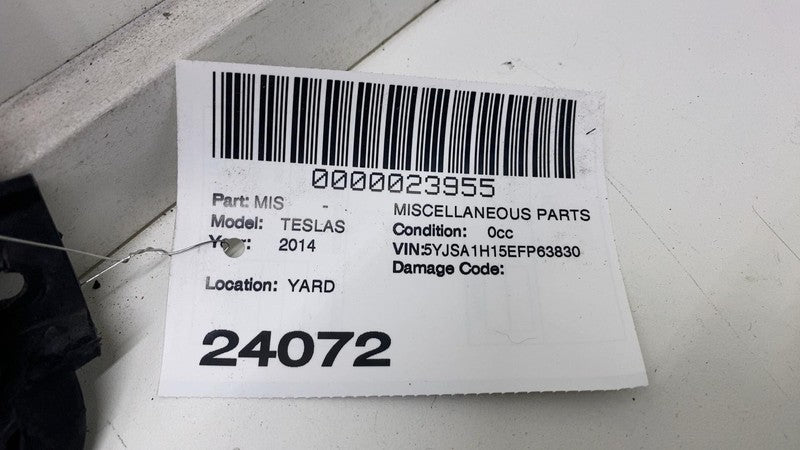 0000023955
Part: MIS - MISCELLANEOUS PARTS
Model: TESLAS Condition: 0cc
Year: 2014 VIN:5YJSA1H15EFP63830
Damage Code:
Location: YARD
24072